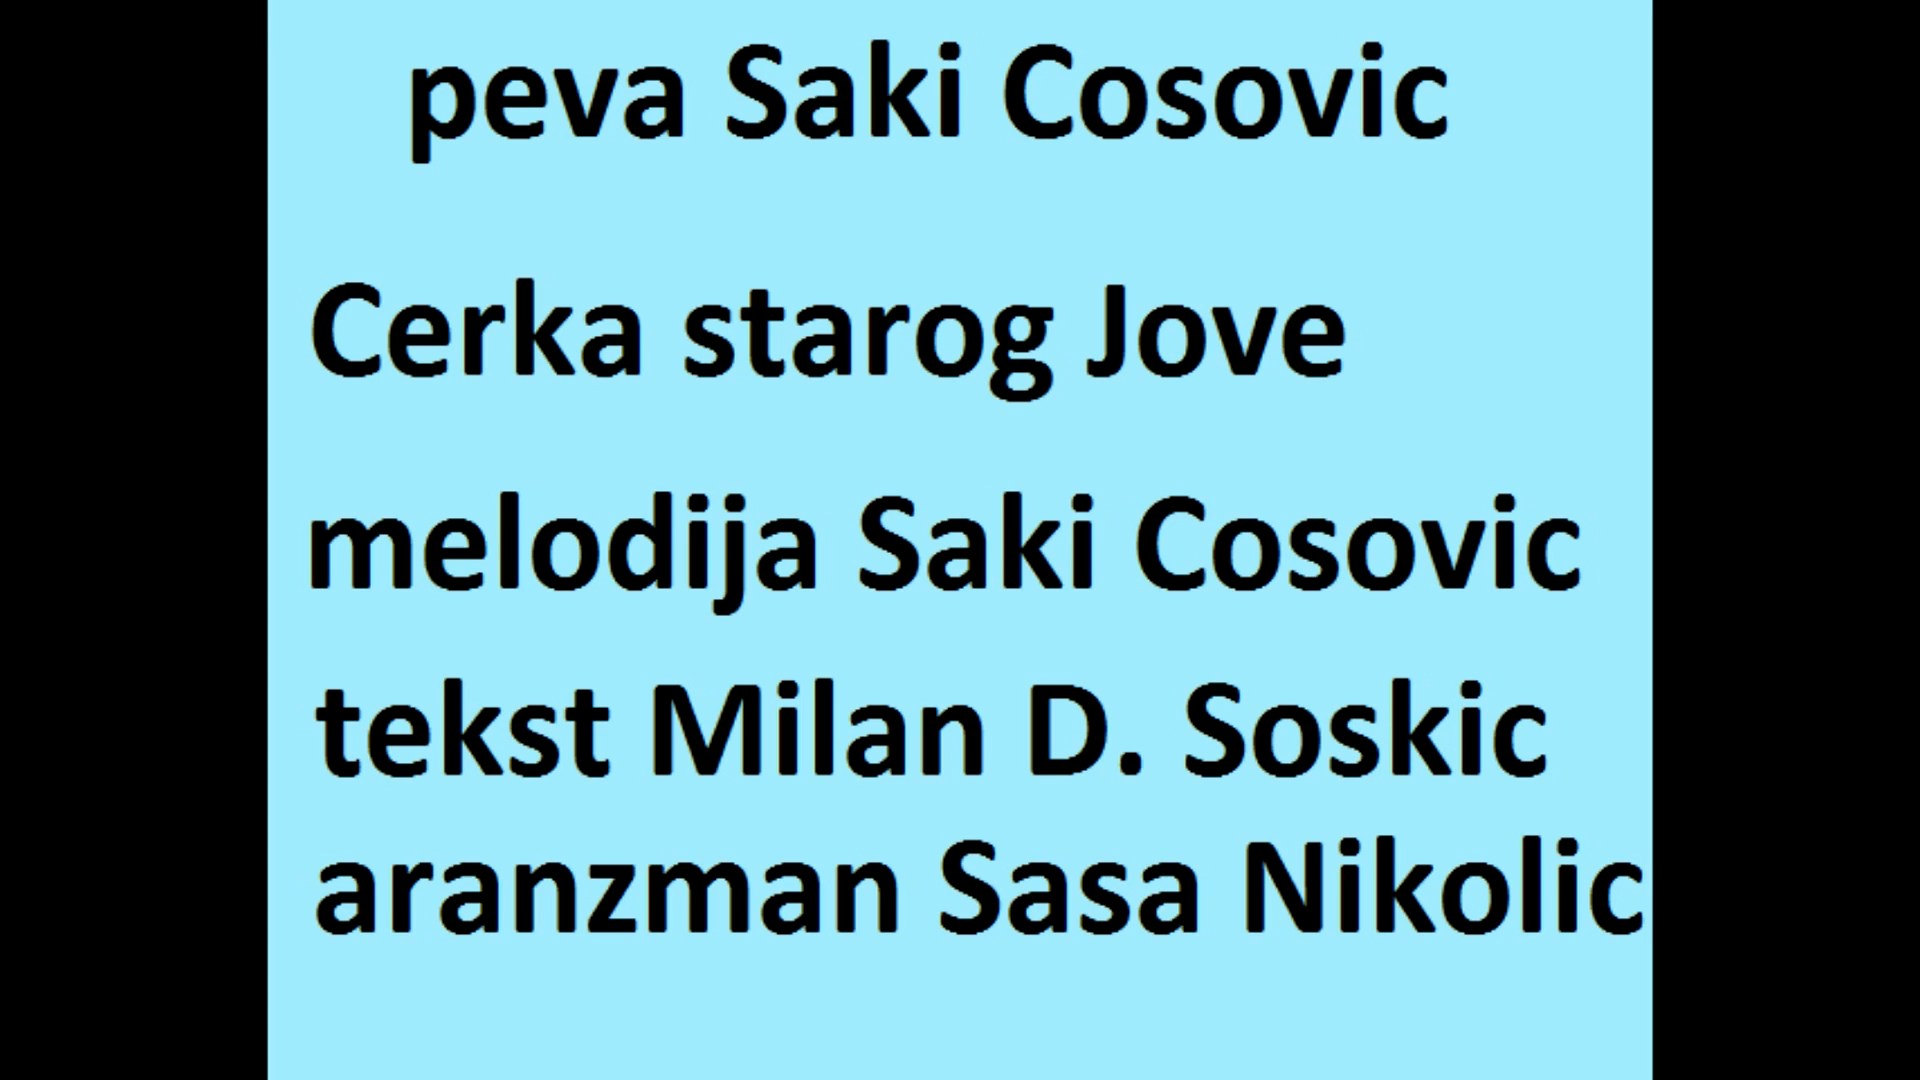 peva Saki Cosovic
Cerka starog Jove
melodija Saki Cosovic
tekst Milan D. Soskic
aranzman Sasa Nikolic